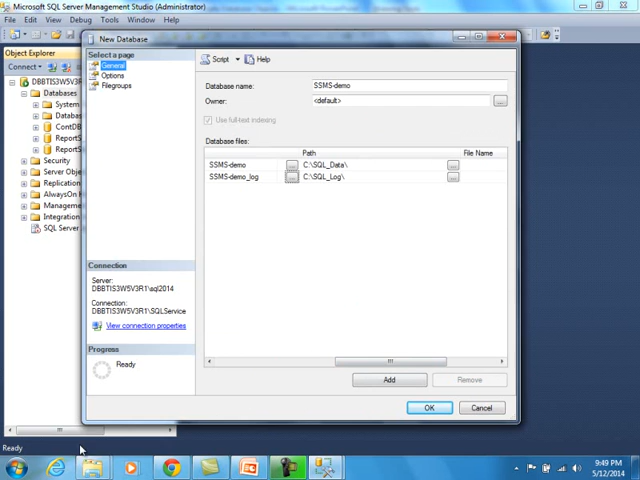 Microsoft SQL Server Management Studio (Administrator)
File Edit View Debug Tools Window Help
New Database
Object Explorer
Connect
DBBTIS3W5V3R1
Databases
System
Databas
ContDB
ReportS
ReportS
Security
Server Obje
Replication
AlwaysOn H
Manageme
Integration
SQL Server
Select a page
General
Options
Filegroups
Script Help
Database name: SSMS-demo
Owner: <default>
...
Use full-text indexing
Database files:
Path File Name
SSMS-demo ... C:\SQL_Data\ ...
SSMS-demo_log ... C:\SQL_Log\ ...
Connection
Server:
DBBTIS3W5V3R1\sql2014
Connection:
DBBTIS3W5V3R1\SQLService
View connection properties
Progress
Ready
Add Remove
OK Cancel
Ready
9:49 PM
5/12/2014